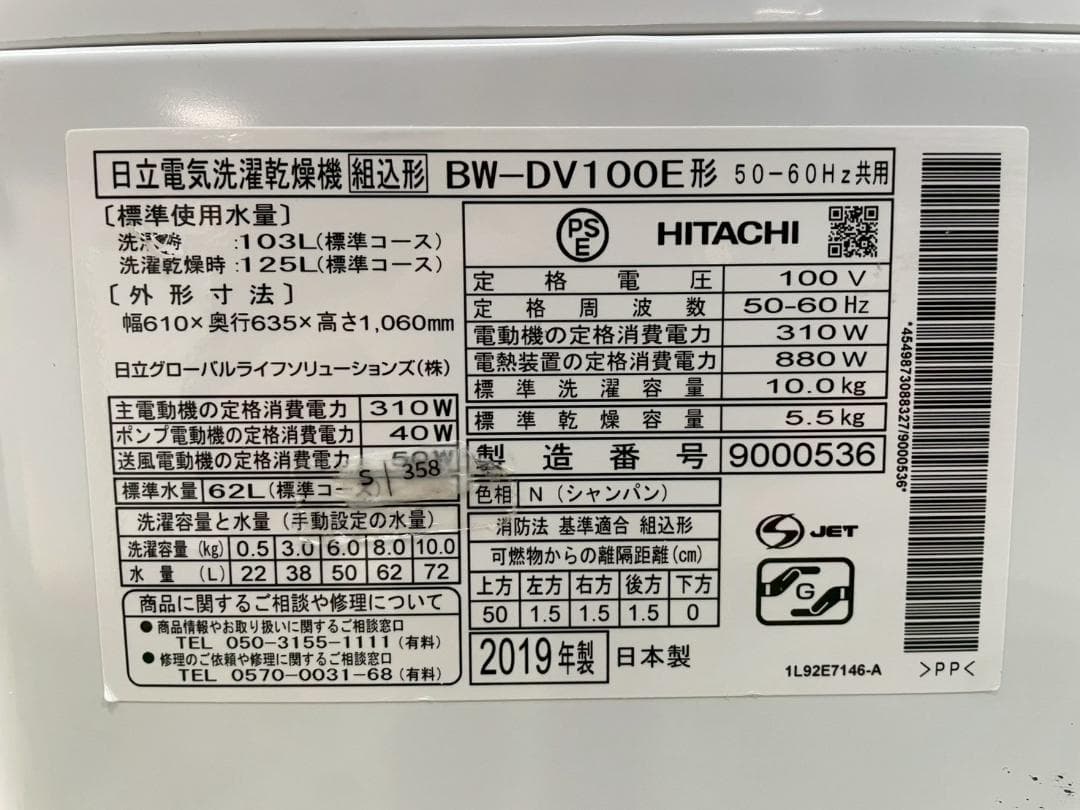 日立電気洗濯乾燥機 組込形 BW-DV100E形 50-60Hz共用
〔標準使用水量〕
洗 時 :103L(標準コース)
洗濯乾燥時 :125L(標準コース)
〔外形寸法〕
幅610×奥行635×高さ1,060mm
日立グローバルライフソリューションズ(株)
主電動機の定格消費電力 310W
ポンプ電動機の定格消費電力 40W
送風電動機の定格消費電力 50W
S 358
標準水量 62L(標準コー
洗濯容量と水量(手動設定の水量)
洗濯容量(kg) 0.5 3.0 6.0 8.0 10.0
水量(L) 22 38 50 62 72
商品に関するご相談や修理について
●商品情報やお取り扱いに関するご相談窓口
TEL 050-3155-1111(有料)
●修理のご依頼や修理に関するご相談窓口
TEL 0570-0031-68(有料)
PSE HITACHI
定格電圧 100V
定格周波数 50-60Hz
電動機の定格消費電力 310W
電熱装置の定格消費電力 880W
標準洗濯容量 10.0kg
標準乾燥容量 5.5kg
製造番号 9000536
色相 N(シャンパン)
消防法 基準適合 組込形
可燃物からの離隔距離(cm)
上方 左方 右方 後方 下方
50 1.5 1.5 1.5 0
2019年製 日本製
S JET
G
1L92E7146-A
*4549873088327/9000536*
>PP<